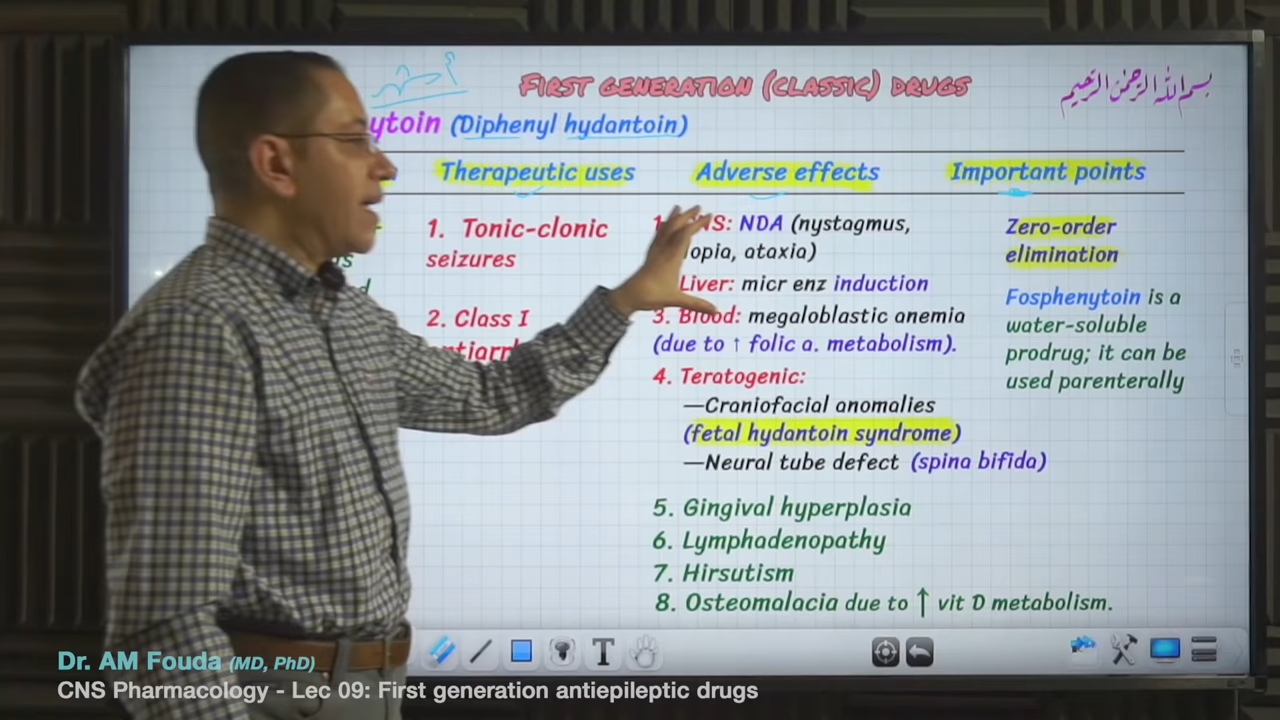 FIRST GENERATION (CLASSIC) DRUGS
بسم الله الرحمن الرحيم
ytoin (Diphenyl hydantoin)
Therapeutic uses
Adverse effects
Important points
1. Tonic-clonic
seizures
2. Class I
1. CNS: NDA (nystagmus,
opia, ataxia)
Liver: micr enz induction
3. Blood: megaloblastic anemia
(due to ↑ folic a. metabolism).
4. Teratogenic:
—Craniofacial anomalies
(fetal hydantoin syndrome)
—Neural tube defect (spina bifida)
5. Gingival hyperplasia
6. Lymphadenopathy
7. Hirsutism
8. Osteomalacia due to ↑ vit D metabolism.
Zero-order
elimination
Fosphenytoin is a
water-soluble
prodrug; it can be
used parenterally
T
Dr. AM Fouda (MD, PhD)
CNS Pharmacology - Lec 09: First generation antiepileptic drugs